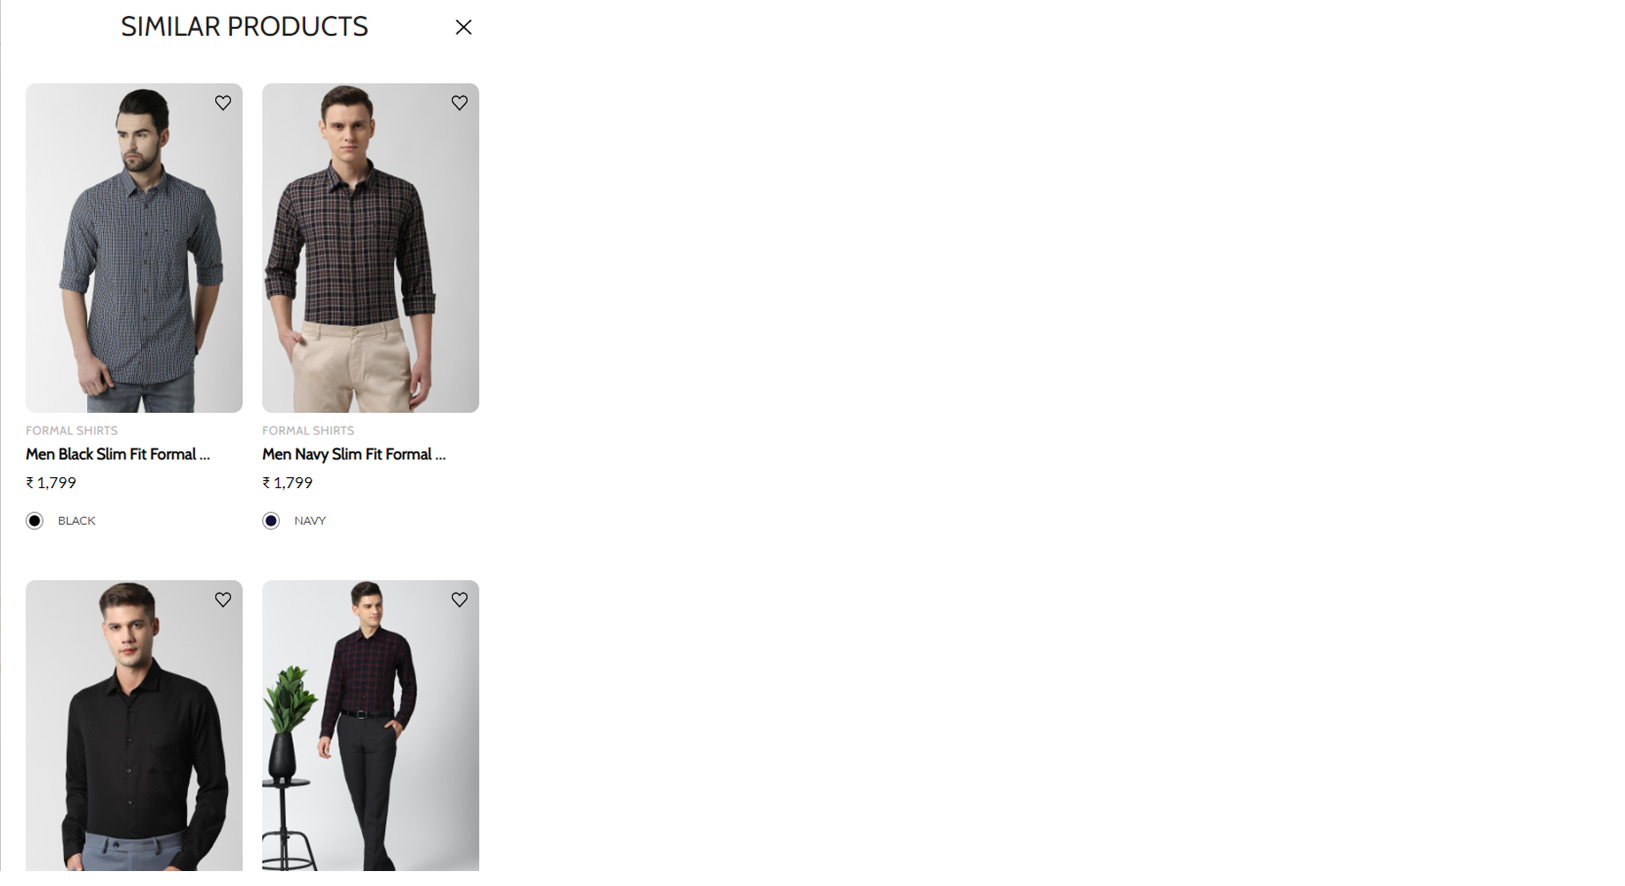 SIMILAR PRODUCTS
FORMAL SHIRTS
Men Black Slim Fit Formal ...
₹ 1,799
BLACK
FORMAL SHIRTS
Men Navy Slim Fit Formal ...
₹ 1,799
NAVY